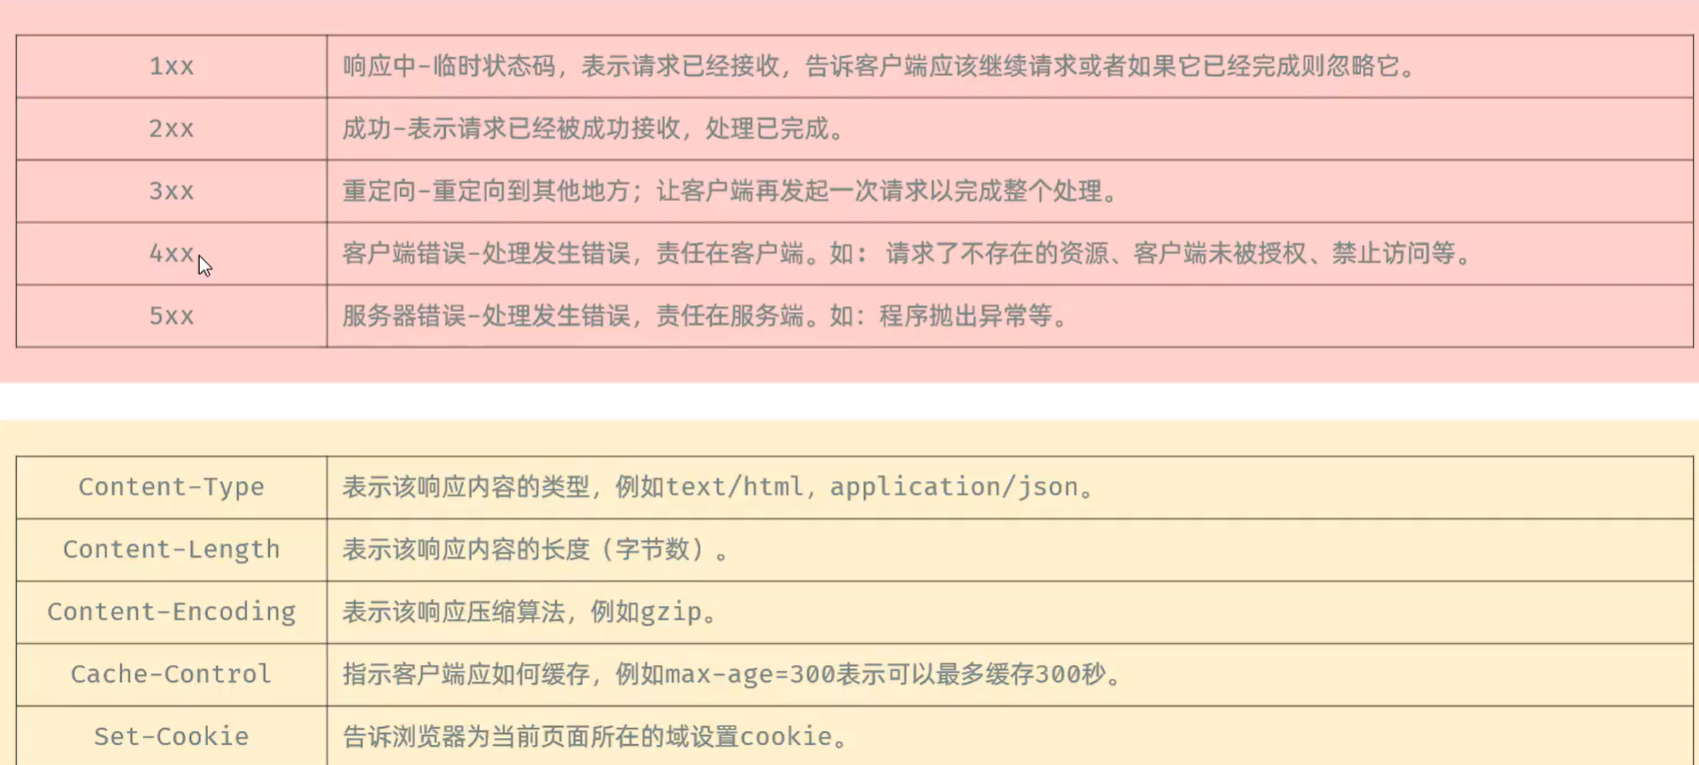 1xx 响应中-临时状态码，表示请求已经接收，告诉客户端应该继续请求或者如果它已经完成则忽略它。
2xx 成功-表示请求已经被成功接收，处理已完成。
3xx 重定向-重定向到其他地方；让客户端再发起一次请求以完成整个处理。
4xx 客户端错误-处理发生错误，责任在客户端。如： 请求了不存在的资源、客户端未被授权、禁止访问等。
5xx 服务器错误-处理发生错误，责任在服务端。如：程序抛出异常等。
Content-Type 表示该响应内容的类型，例如text/html，application/json。
Content-Length 表示该响应内容的长度（字节数）。
Content-Encoding 表示该响应压缩算法，例如gzip。
Cache-Control 指示客户端应如何缓存，例如max-age=300表示可以最多缓存300秒。
Set-Cookie 告诉浏览器为当前页面所在的域设置cookie。